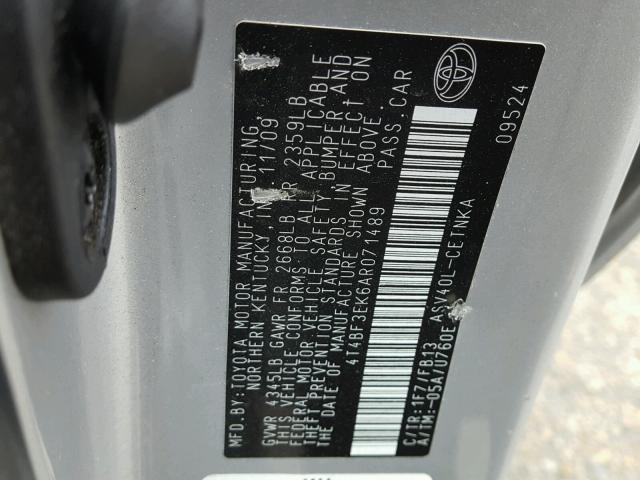 MFD.BY:TOYOTA MOTOR MANUFACTURING,
NORTHERN KENTUCKY,INC. 11/09
GVWR 4345LB GAWR FR 2668LB RR 2359LB
THIS VEHICLE CONFORMS TO ALL APPLICABLE
FEDERAL MOTOR VEHICLE SAFETY, BUMPER AND
THEFT PREVENTION STANDARDS IN EFFECT ON
THE DATE OF MANUFACTURE SHOWN ABOVE.
4T4BF3EK6AR071489 PASS.CAR
C/TR:1F7/FB13 ASV40L-CETNKA
A/TM:-05A/U760E 09524